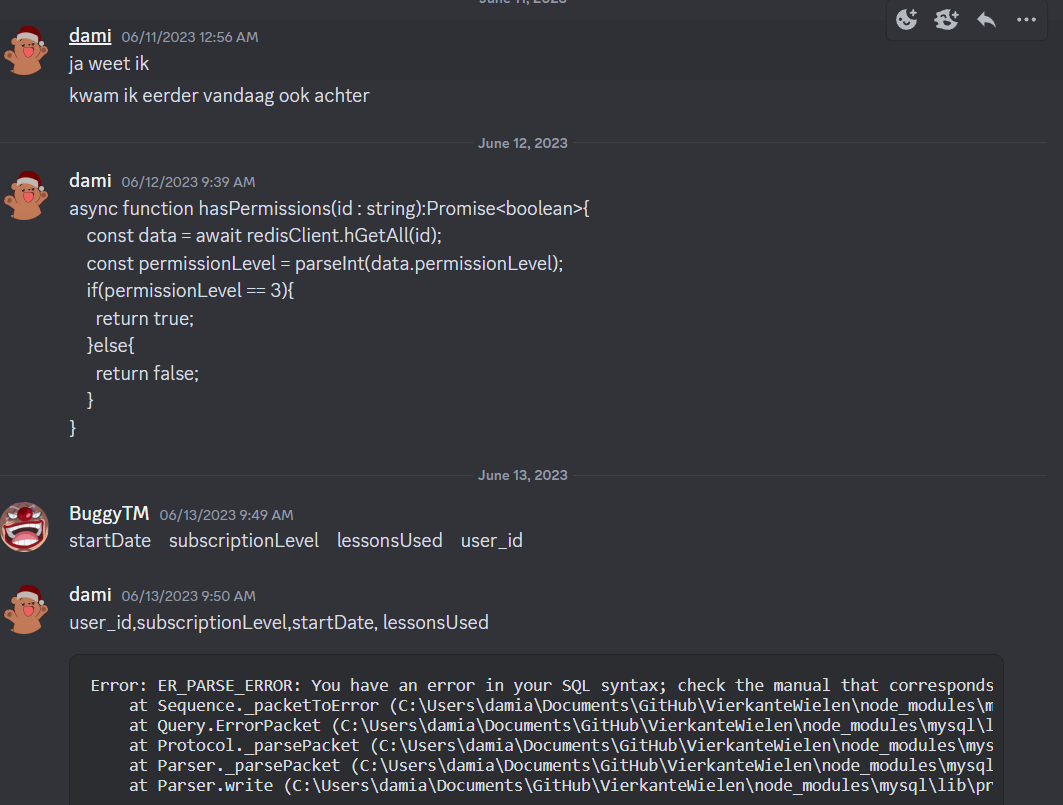 dami 06/11/2023 12:56 AM
ja weet ik
kwam ik eerder vandaag ook achter
June 12, 2023
dami 06/12/2023 9:39 AM
async function hasPermissions(id : string):Promise<boolean>{
const data = await redisClient.hGetAll(id);
const permissionLevel = parseInt(data.permissionLevel);
if(permissionLevel == 3){
return true;
}else{
return false;
}
}
June 13, 2023
BuggyTM 06/13/2023 9:49 AM
startDate subscriptionLevel lessonsUsed user_id
dami 06/13/2023 9:50 AM
user_id,subscriptionLevel,startDate, lessonsUsed
Error: ER_PARSE_ERROR: You have an error in your SQL syntax; check the manual that corresponds
at Sequence._packetToError (C:\Users\damia\Documents\GitHub\VierkanteWielen\node_modules\m
at Query.ErrorPacket (C:\Users\damia\Documents\GitHub\VierkanteWielen\node_modules\mysql\l
at Protocol._parsePacket (C:\Users\damia\Documents\GitHub\VierkanteWielen\node_modules\mys
at Parser._parsePacket (C:\Users\damia\Documents\GitHub\VierkanteWielen\node_modules\mysql
at Parser.write (C:\Users\damia\Documents\GitHub\VierkanteWielen\node_modules\mysql\lib\pr